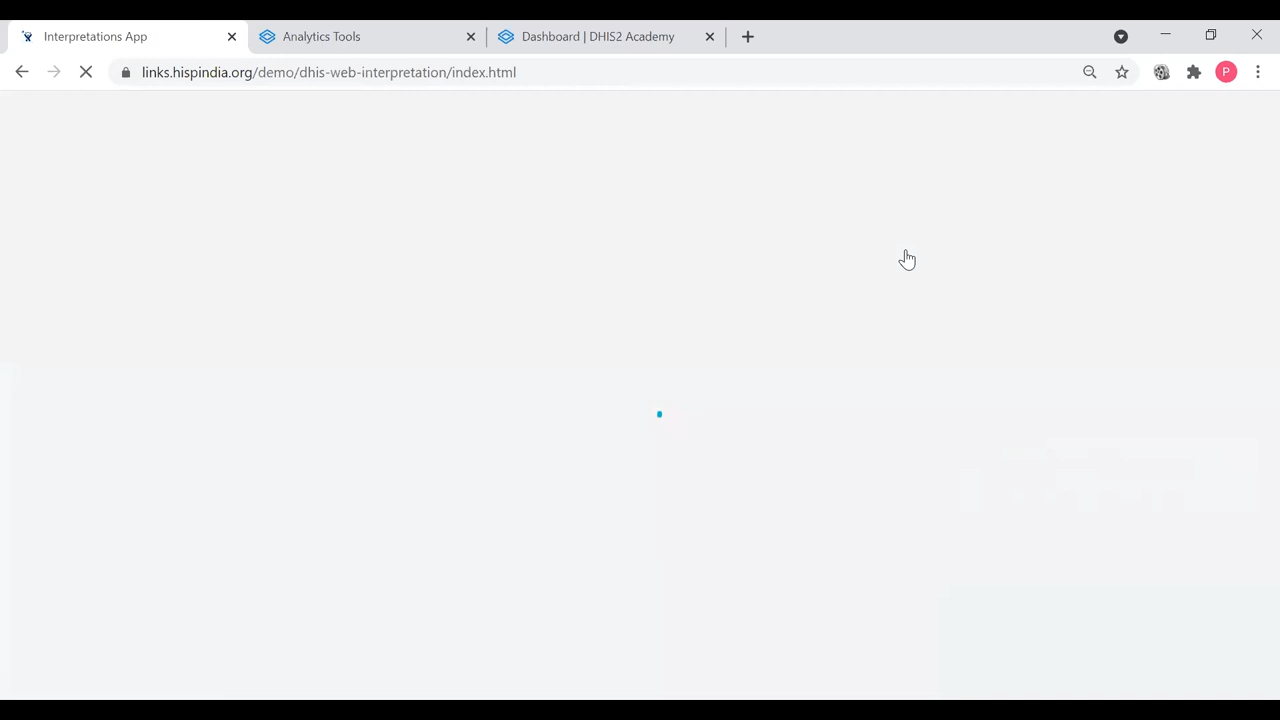 Interpretations App
Analytics Tools
Dashboard | DHIS2 Academy
links.hispindia.org/demo/dhis-web-interpretation/index.html
P